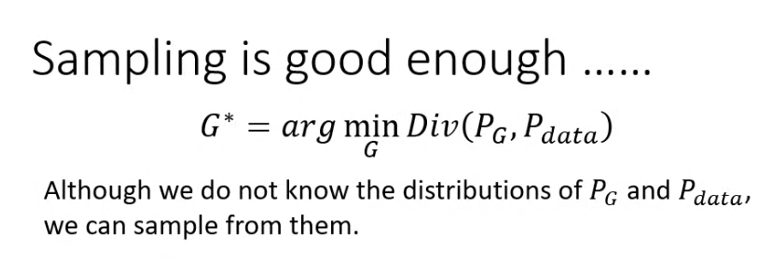 Sampling is good enough ……
G* = arg min Div(P_G, P_data)
G
Although we do not know the distributions of P_G and P_data,
we can sample from them.